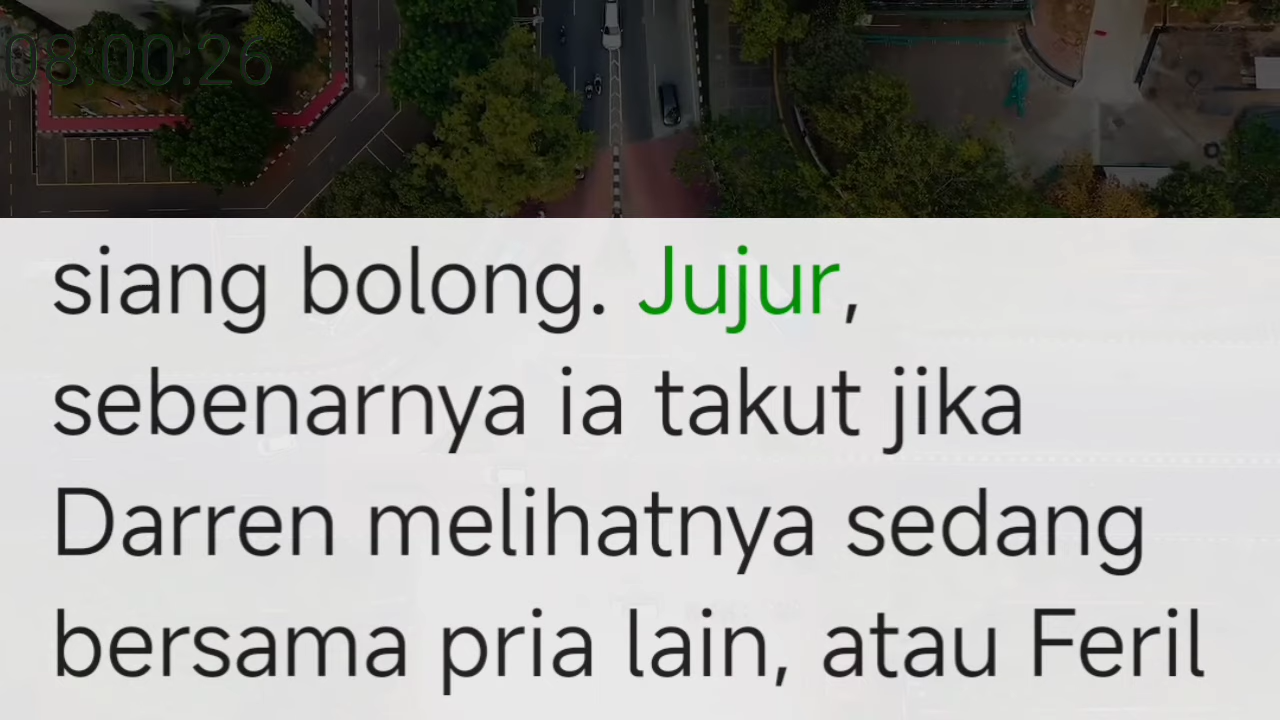 08:00:26
siang bolong. Jujur,
sebenarnya ia takut jika
Darren melihatnya sedang
bersama pria lain, atau Feril